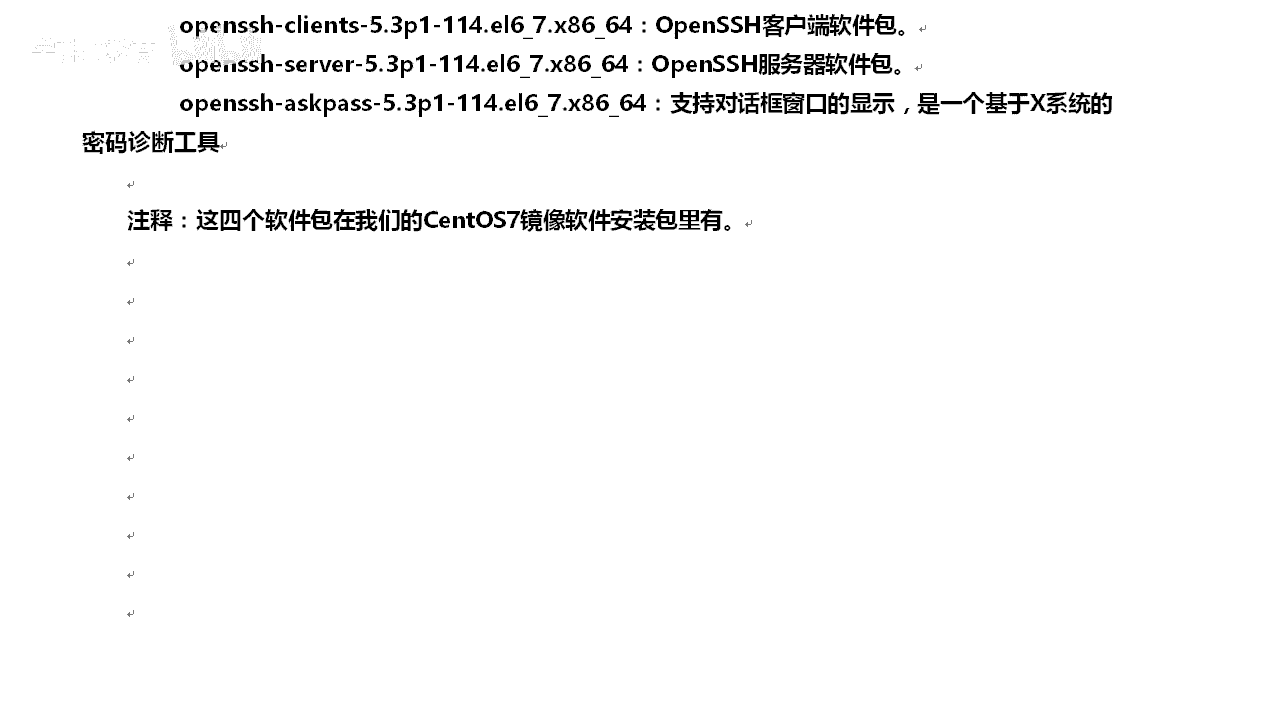 openssh-clients-5.3p1-114.el6_7.x86_64：OpenSSH客户端软件包。
openssh-server-5.3p1-114.el6_7.x86_64：OpenSSH服务器软件包。
openssh-askpass-5.3p1-114.el6_7.x86_64：支持对话框窗口的显示，是一个基于X系统的
密码诊断工具
注释：这四个软件包在我们的CentOS7镜像软件安装包里有。